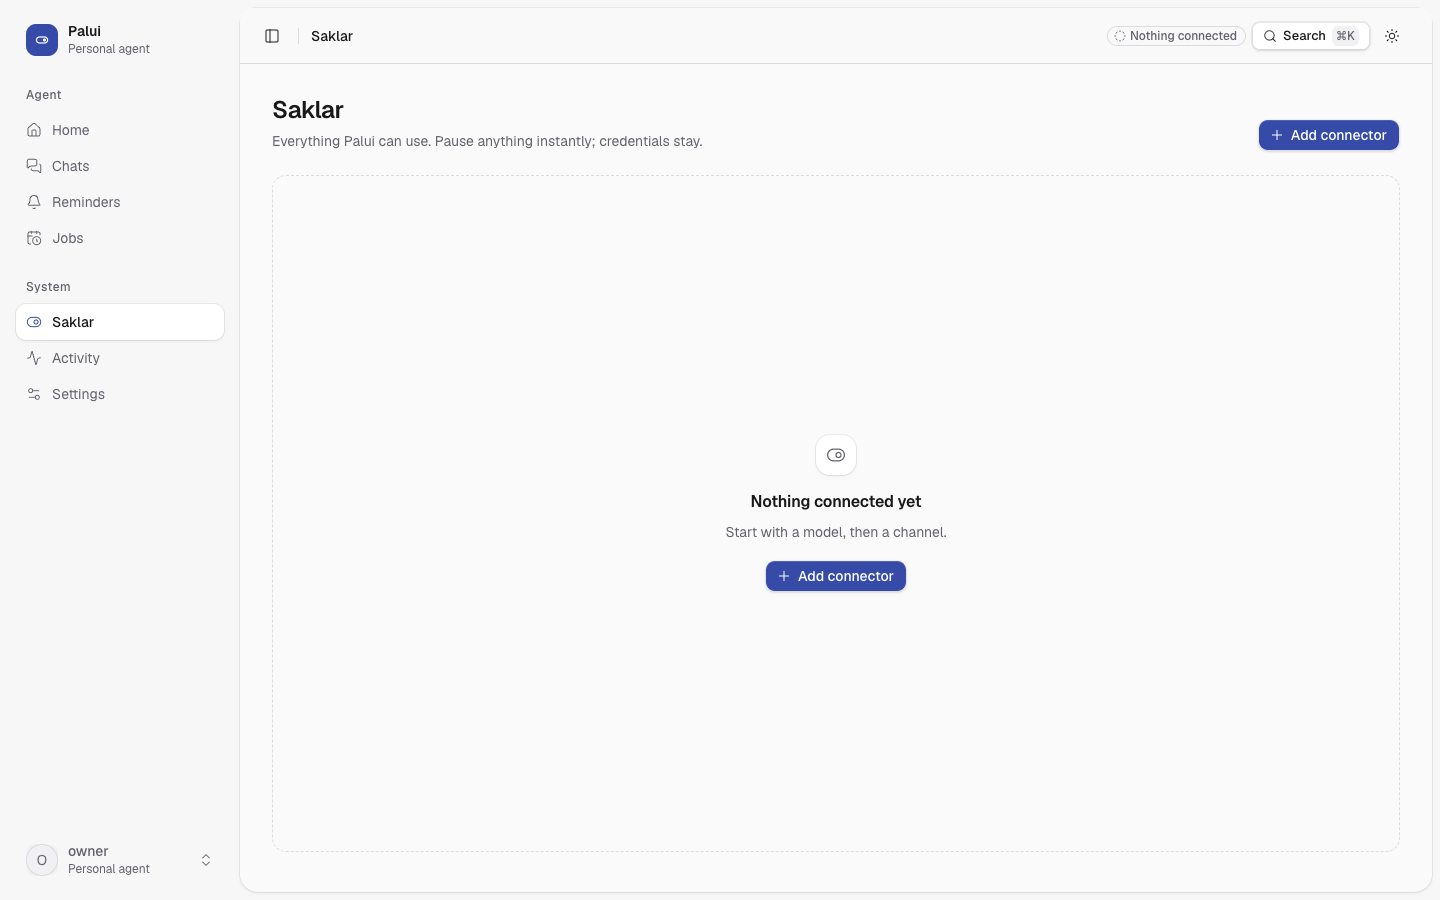 Palui
Personal agent
Agent
Home
Chats
Reminders
Jobs
System
Saklar
Activity
Settings
O
owner
Personal agent
Saklar
Nothing connected
Search ⌘K
Saklar
Everything Palui can use. Pause anything instantly; credentials stay.
Add connector
Nothing connected yet
Start with a model, then a channel.
Add connector